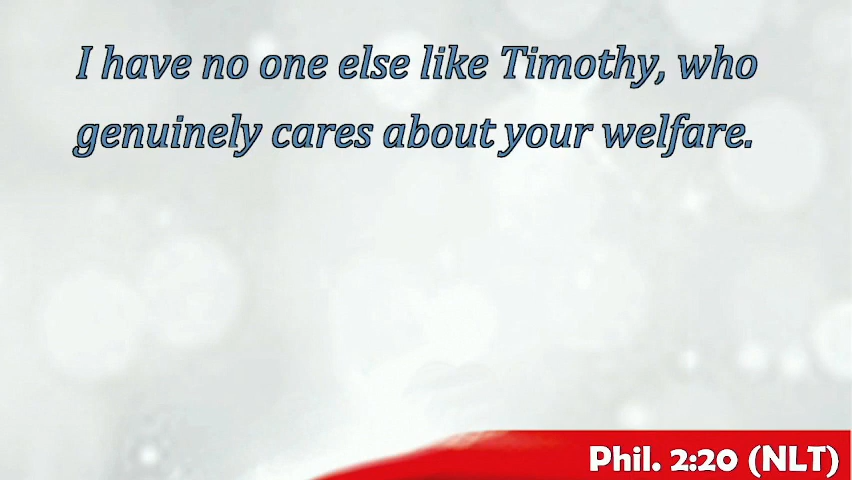 I have no one else like Timothy, who
genuinely cares about your welfare.
Phil. 2:20 (NLT)